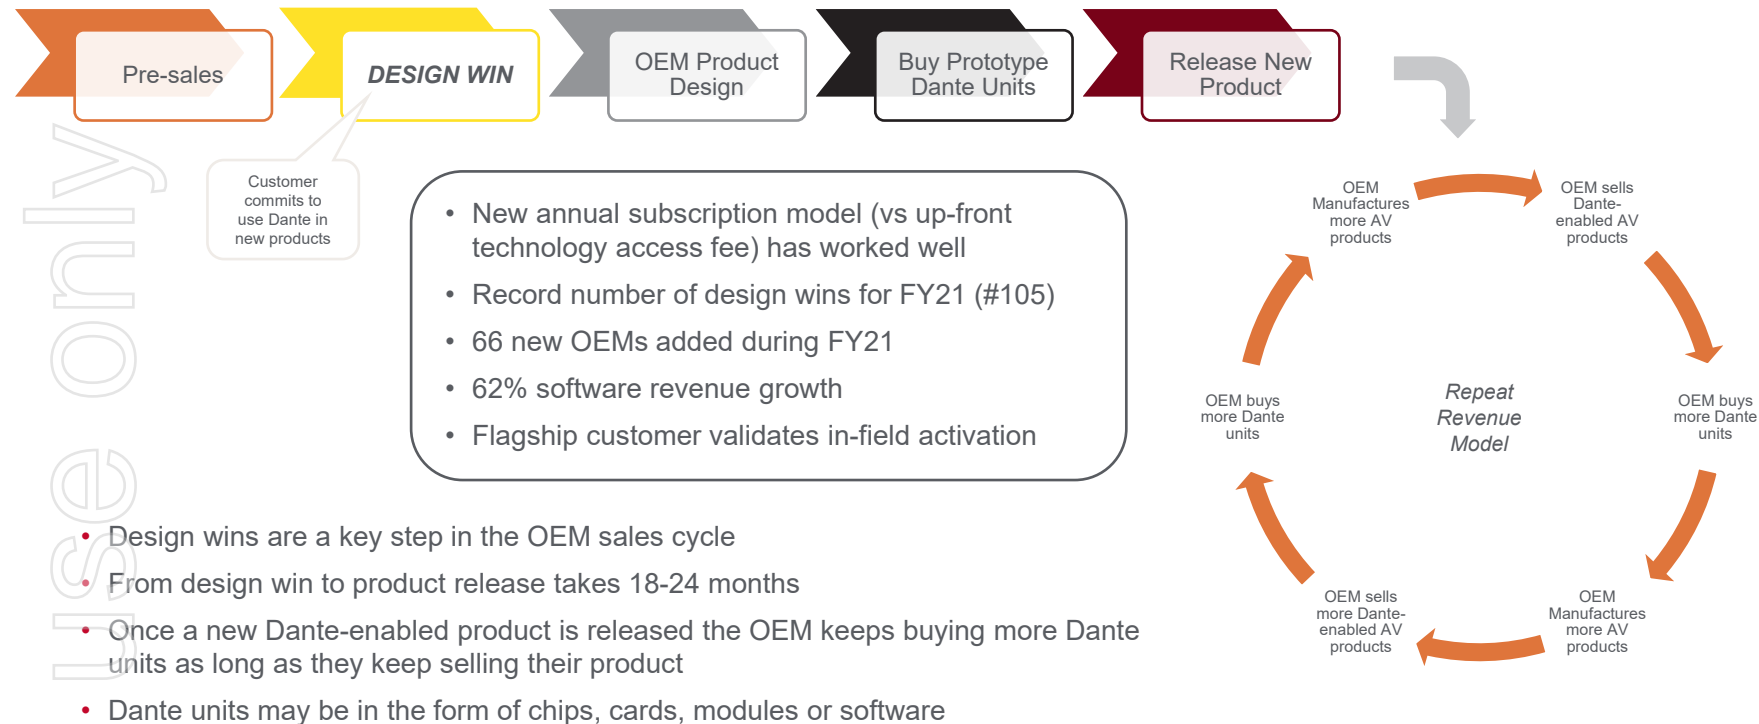 Pre-sales
DESIGN WIN
OEM Product
Design
Buy Prototype
Dante Units
Release New
Product
Customer
commits to
use Dante in
new products
• New annual subscription model (vs up-front
technology access fee) has worked well
• Record number of design wins for FY21 (#105)
• 66 new OEMs added during FY21
• 62% software revenue growth
• Flagship customer validates in-field activation
OEM
Manufactures
more AV
products
OEM sells
Dante-
enabled AV
products
OEM buys
more Dante
units
OEM
Manufactures
more AV
products
OEM sells
more Dante-
enabled AV
products
OEM buys
more Dante
units
Repeat
Revenue
Model
• Design wins are a key step in the OEM sales cycle
• From design win to product release takes 18-24 months
• Once a new Dante-enabled product is released the OEM keeps buying more Dante
units as long as they keep selling their product
• Dante units may be in the form of chips, cards, modules or software
use only